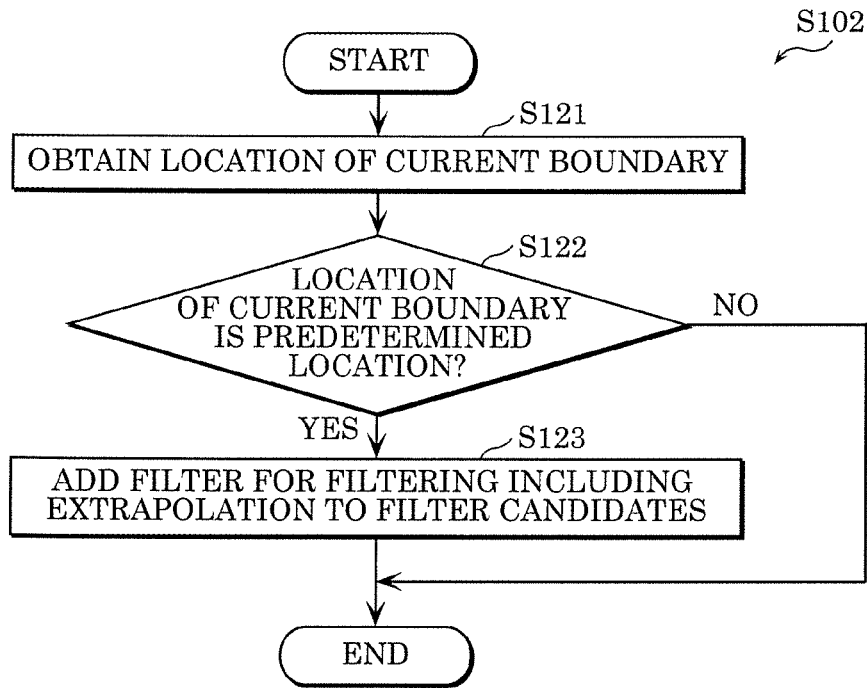 S102
START
S121
OBTAIN LOCATION OF CURRENT BOUNDARY
S122
LOCATION
OF CURRENT BOUNDARY
IS PREDETERMINED
LOCATION?
NO
YES
S123
ADD FILTER FOR FILTERING INCLUDING
EXTRAPOLATION TO FILTER CANDIDATES
END